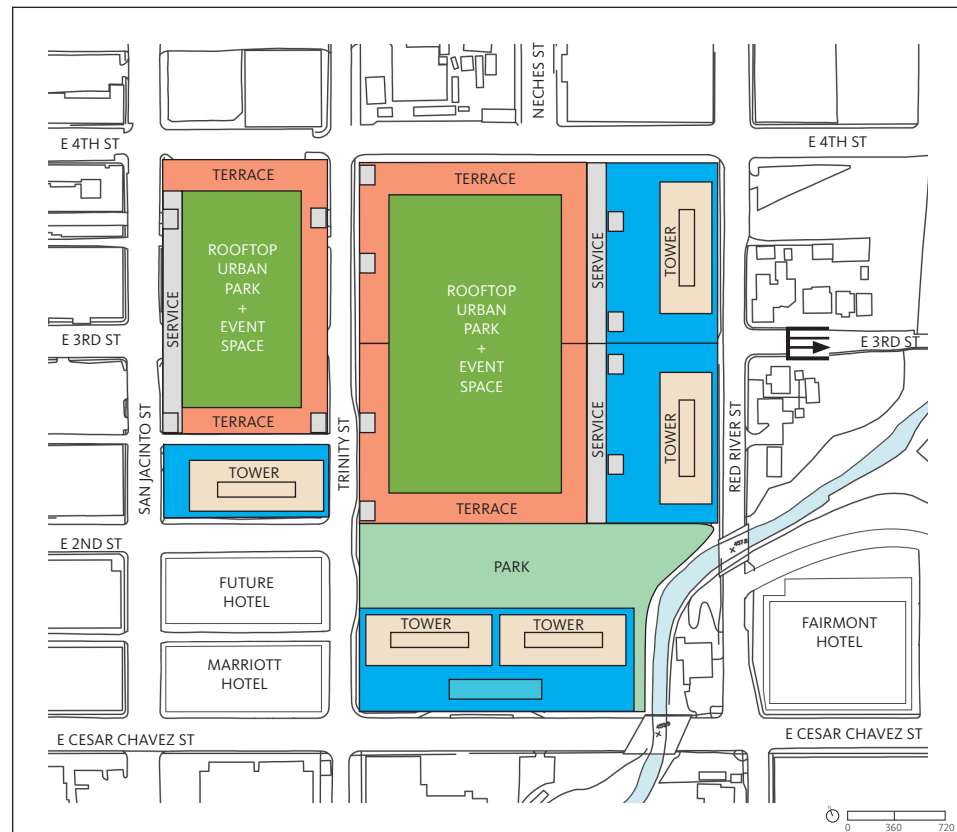 NECHES ST
E 4TH ST
E 4TH ST
TERRACE
TERRACE
ROOFTOP
URBAN
PARK
+
EVENT
SPACE
SERVICE
ROOFTOP
URBAN
PARK
+
EVENT
SPACE
SERVICE
TOWER
E 3RD ST
E 3RD ST
TERRACE
SERVICE
TOWER
SAN JACINTO ST
TRINITY ST
RED RIVER ST
TOWER
TERRACE
E 2ND ST
PARK
FUTURE
HOTEL
TOWER
TOWER
FAIRMONT
HOTEL
MARRIOTT
HOTEL
E CESAR CHAVEZ ST
E CESAR CHAVEZ ST
N
0 360 720